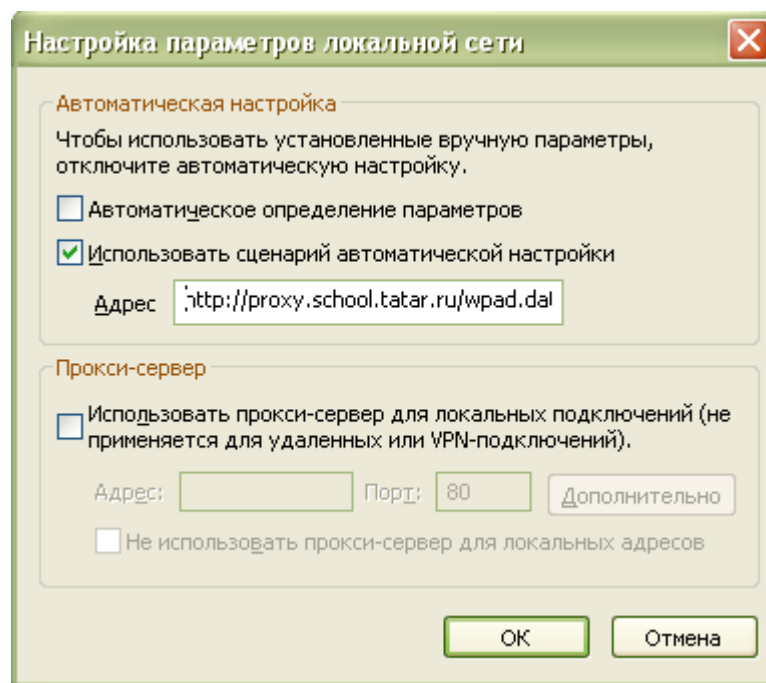 Настройка параметров локальной сети
Автоматическая настройка
Чтобы использовать установленные вручную параметры,
отключите автоматическую настройку.
Автоматическое определение параметров
Использовать сценарий автоматической настройки
Адрес http://proxy.school.tatar.ru/wpad.dat
Прокси-сервер
Использовать прокси-сервер для локальных подключений (не
применяется для удаленных или VPN-подключений).
Адрес: Порт: 80 Дополнительно
Не использовать прокси-сервер для локальных адресов
ОК Отмена